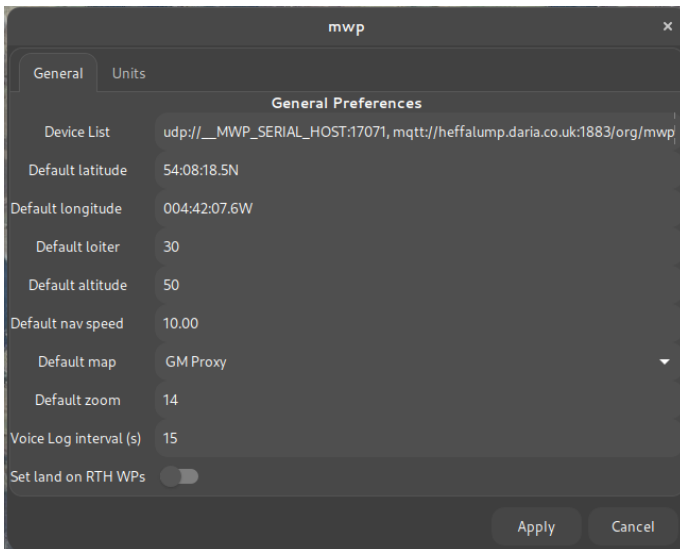 mwp ×
General Units
General Preferences
Device List udp://__MWP_SERIAL_HOST:17071, mqtt://heffalump.daria.co.uk:1883/org/mwp
Default latitude 54:08:18.5N
Default longitude 004:42:07.6W
Default loiter 30
Default altitude 50
Default nav speed 10.00
Default map GM Proxy
Default zoom 14
Voice Log interval (s) 15
Set land on RTH WPs
Apply Cancel